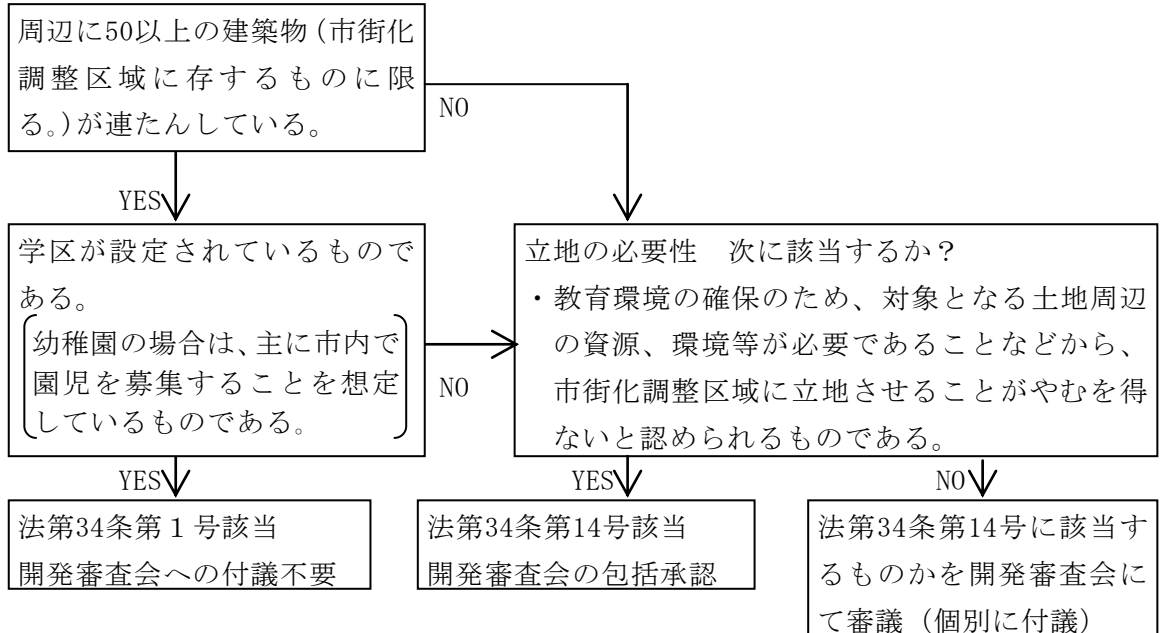 周辺に50以上の建築物(市街化
調整区域に存するものに限
る。)が連たんしている。
NO
YES
学区が設定されているもので
ある。
幼稚園の場合は、主に市内で
園児を募集することを想定
しているものである。
NO
立地の必要性 次に該当するか?
・教育環境の確保のため、対象となる土地周辺
の資源、環境等が必要であることなどから、
市街化調整区域に立地させることがやむを得
ないと認められるものである。
YES
YES
NO
法第34条第1号該当
開発審査会への付議不要
法第34条第14号該当
開発審査会の包括承認
法第34条第14号に該当す
るものかを開発審査会に
て審議(個別に付議)